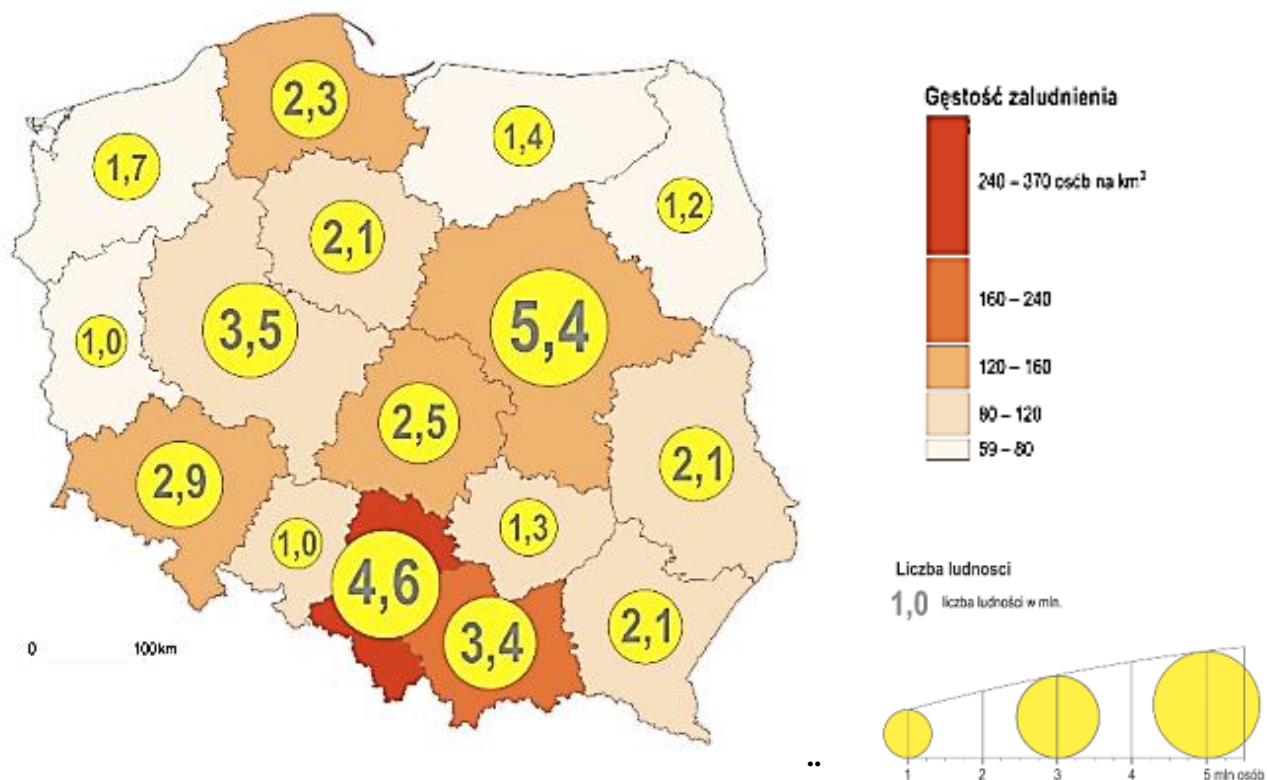 2,3
1,4
1,7
1,2
2,1
3,5
5,4
1,0
2,5
2,9
2,1
1,3
1,0
4,6
3,4
2,1
0 100km
Gęstość zaludnienia
240 – 370 osób na km²
160 – 240
120 – 160
80 – 120
59 – 80
Liczba ludnosci
1,0 liczba ludności w mln.
1 2 3 4 5 mln osób